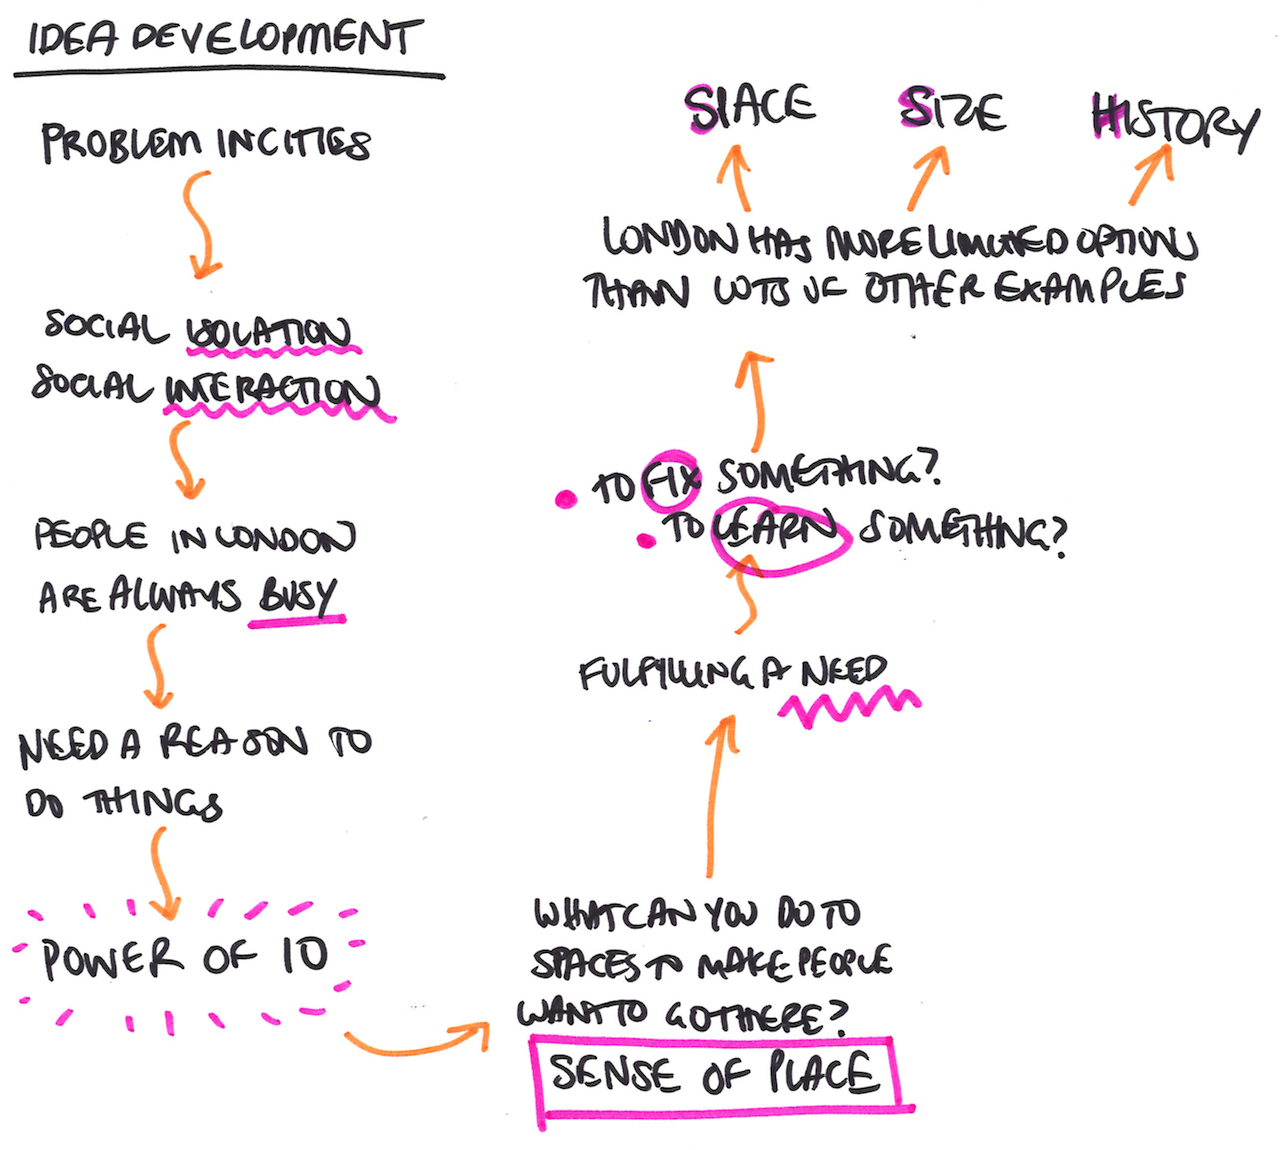 IDEA DEVELOPMENT
PROBLEM IN CITIES
SOCIAL ISOLATION
SOCIAL INTERACTION
PEOPLE IN LONDON
ARE ALWAYS BUSY
NEED A REASON TO
DO THINGS
POWER OF 10
WHAT CAN YOU DO TO
SPACES TO MAKE PEOPLE
WANT TO GO THERE?
SENSE OF PLACE
FULFILLING A NEED
• TO FIX SOMETHING?
• TO LEARN SOMETHING?
LONDON HAS MORE LIMITED OPTION
THAN LOTS OF OTHER EXAMPLES
SPACE SIZE HISTORY